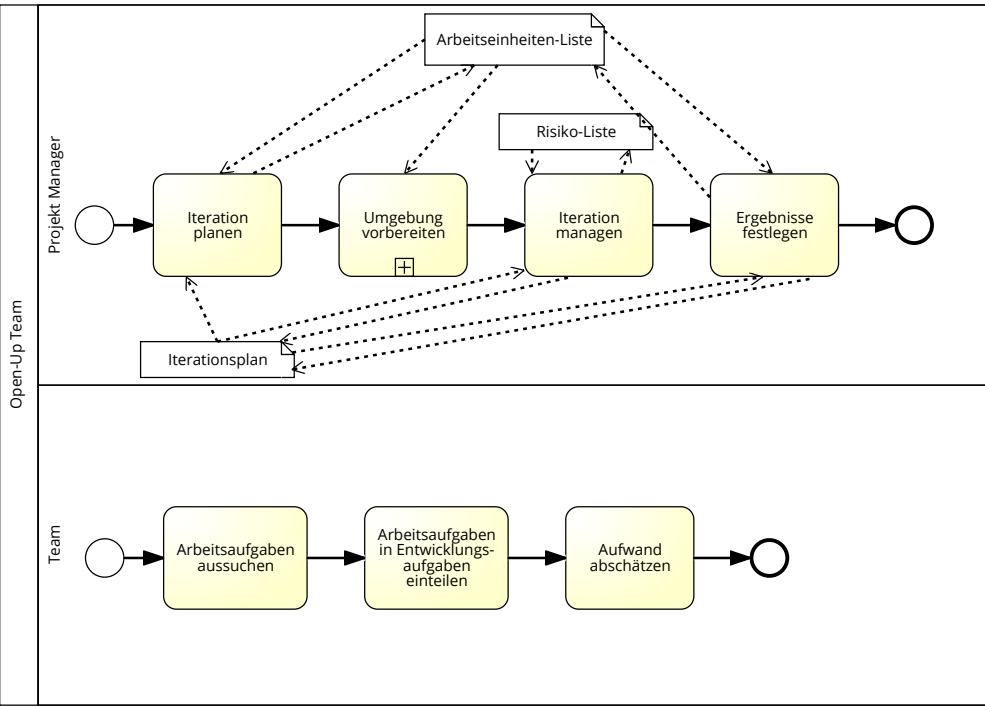 Open-Up Team
Projekt Manager
Arbeitseinheiten-Liste
Risiko-Liste
Iteration
planen
Umgebung
vorbereiten
Iteration
managen
Ergebnisse
festlegen
Iterationsplan
Team
Arbeitsaufgaben
aussuchen
Arbeitsaufgaben
in Entwicklungs-
aufgaben
einteilen
Aufwand
abschätzen